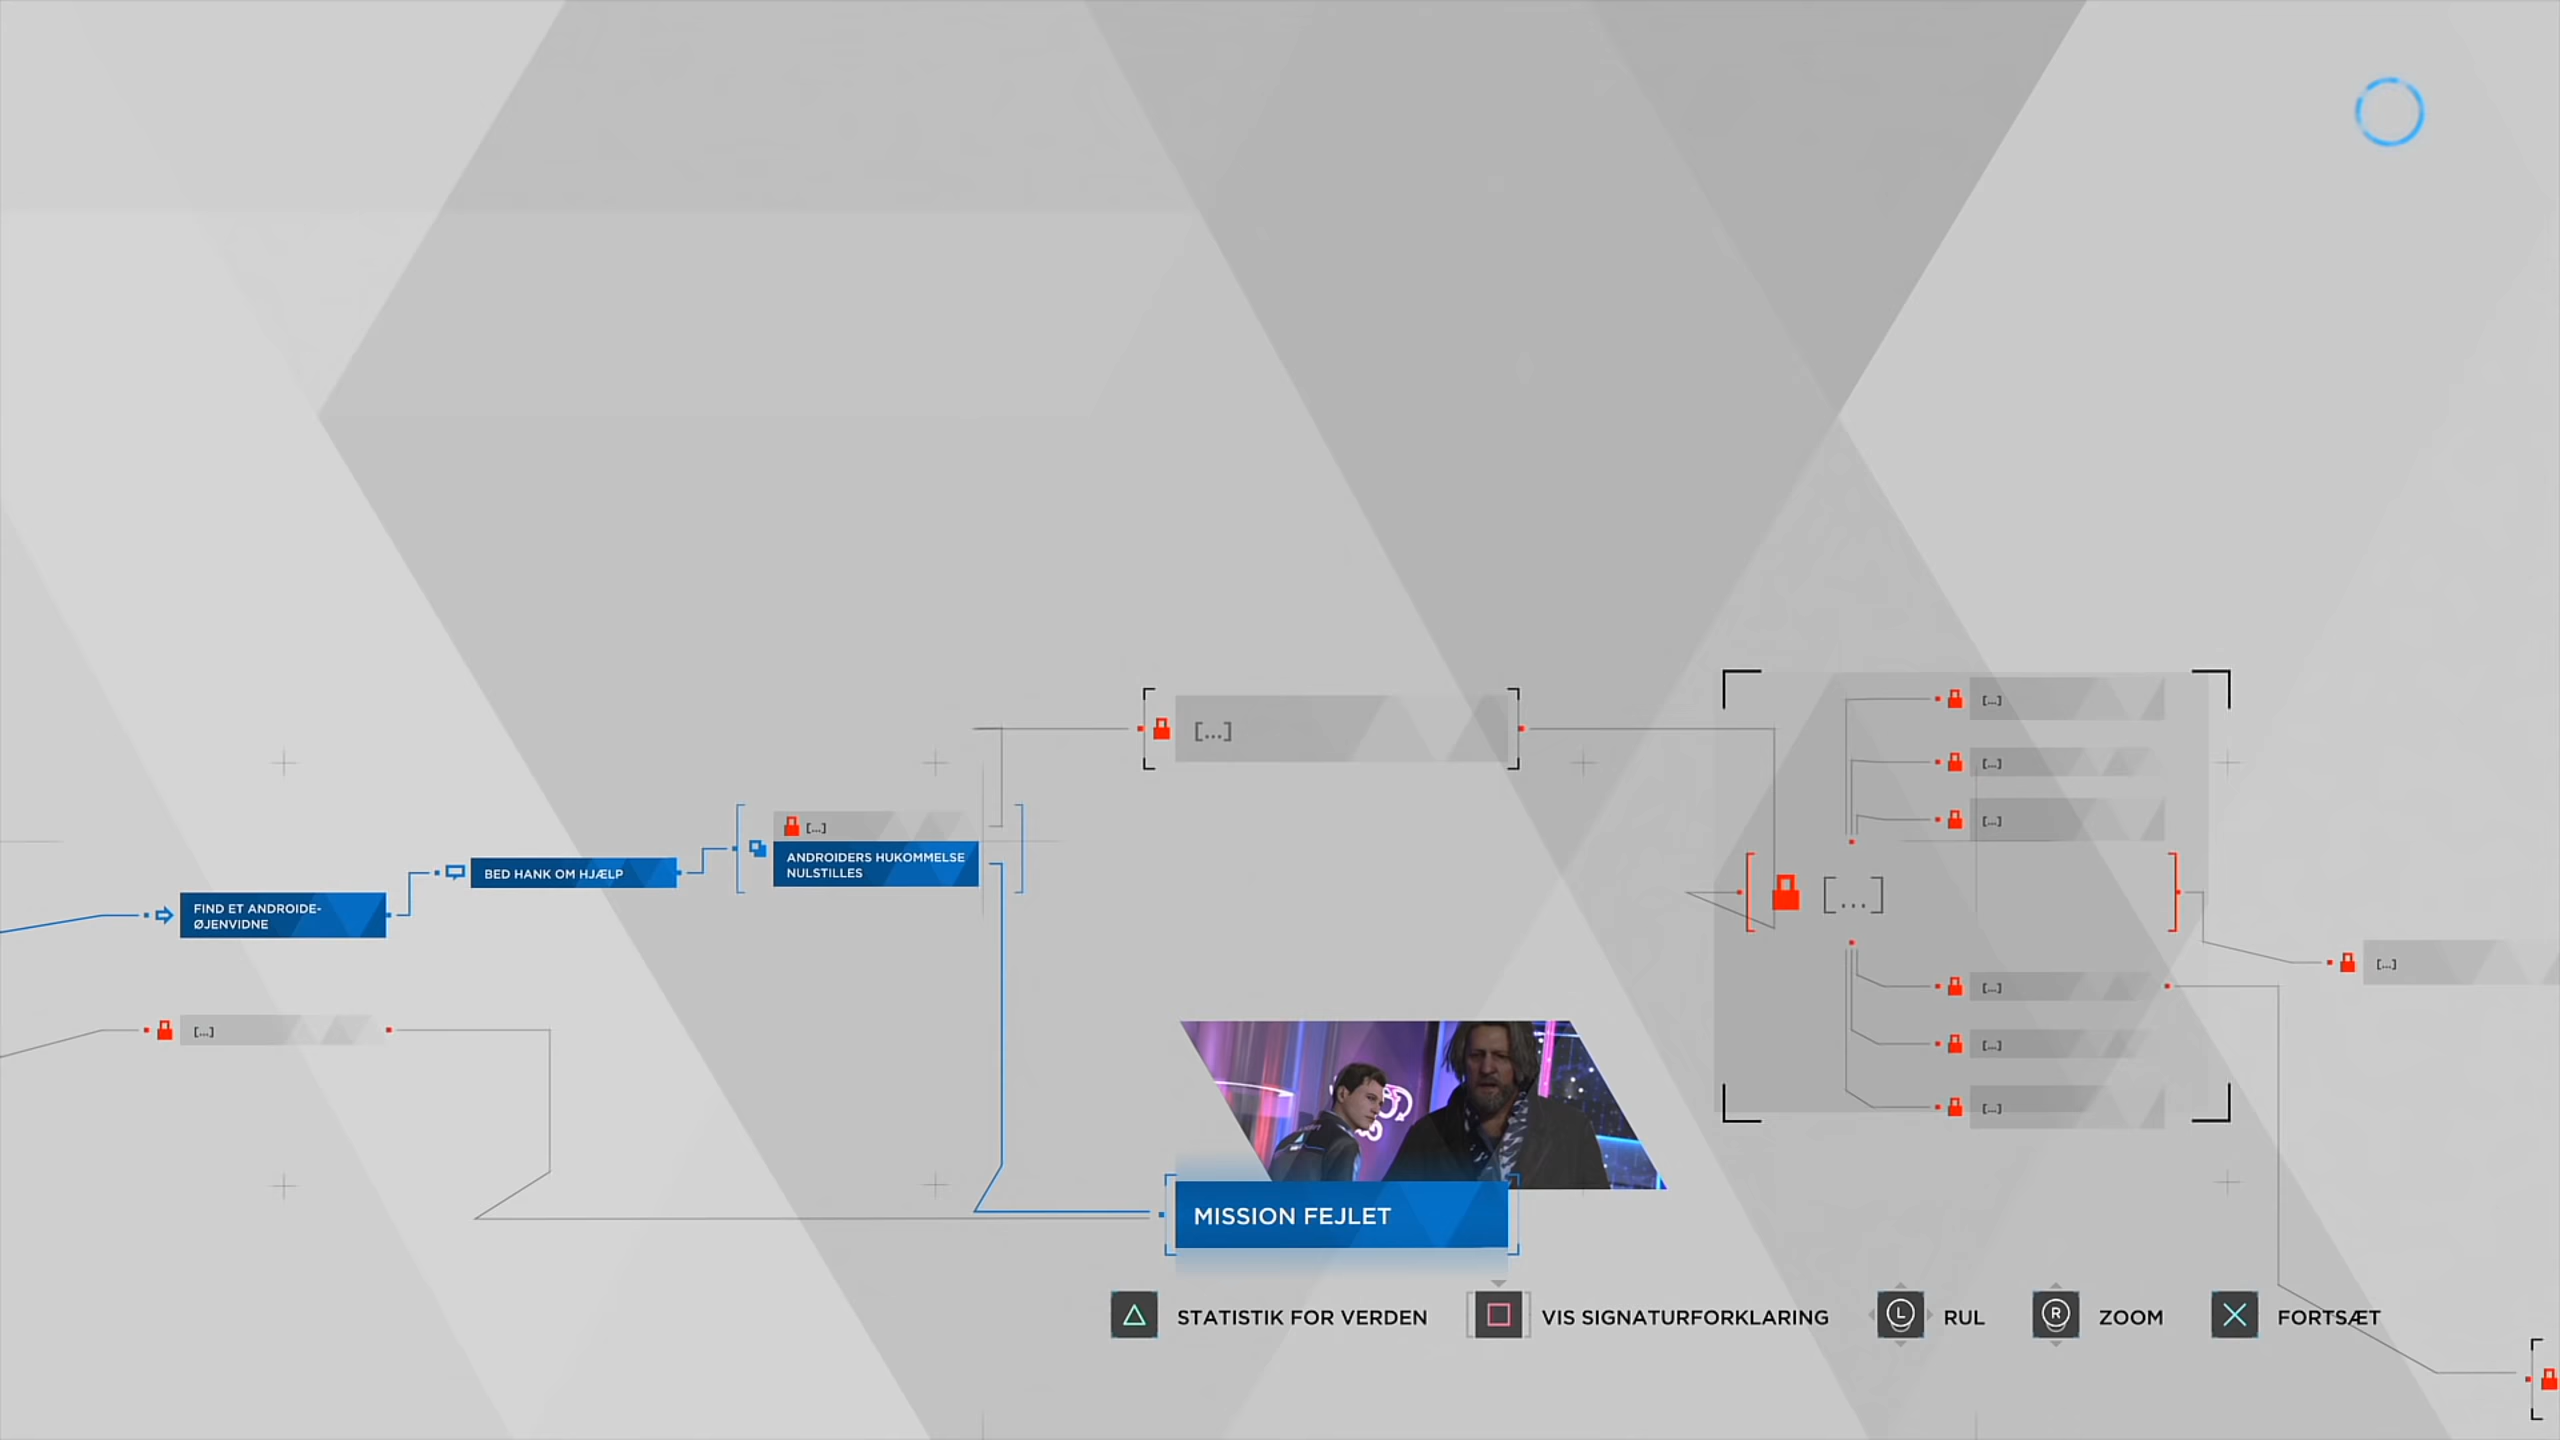 [...]
[...]
[...]
[...]
[...]
ANDROIDERS HUKOMMELSE
NULSTILLES
BED HANK OM HJÆLP
FIND ET ANDROIDE-
ØJENVIDNE
[...]
[...]
[...]
[...]
[...]
[...]
[...]
MISSION FEJLET
STATISTIK FOR VERDEN
VIS SIGNATURFORKLARING
L
RUL
R
ZOOM
FORTSÆT